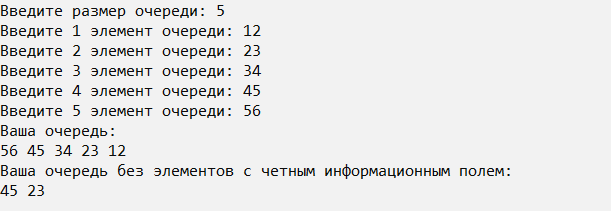 Введите размер очереди: 5
Введите 1 элемент очереди: 12
Введите 2 элемент очереди: 23
Введите 3 элемент очереди: 34
Введите 4 элемент очереди: 45
Введите 5 элемент очереди: 56
Ваша очередь:
56 45 34 23 12
Ваша очередь без элементов с четным информационным полем:
45 23